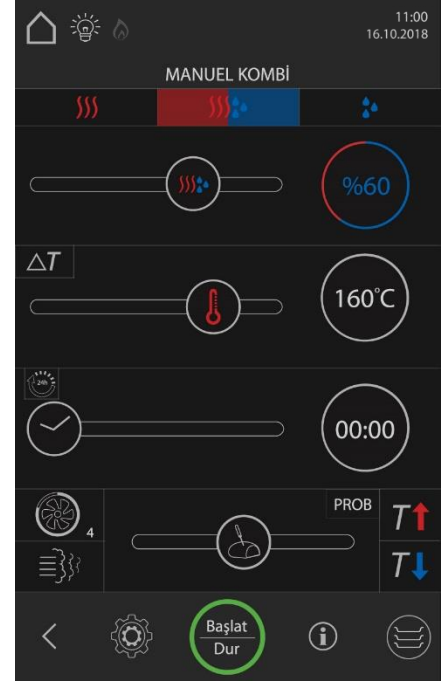 11:00
16.10.2018
MANUEL KOMBİ
%60
ΔT
160°C
24h
00:00
4
PROB
T
T
Başlat
Dur
i